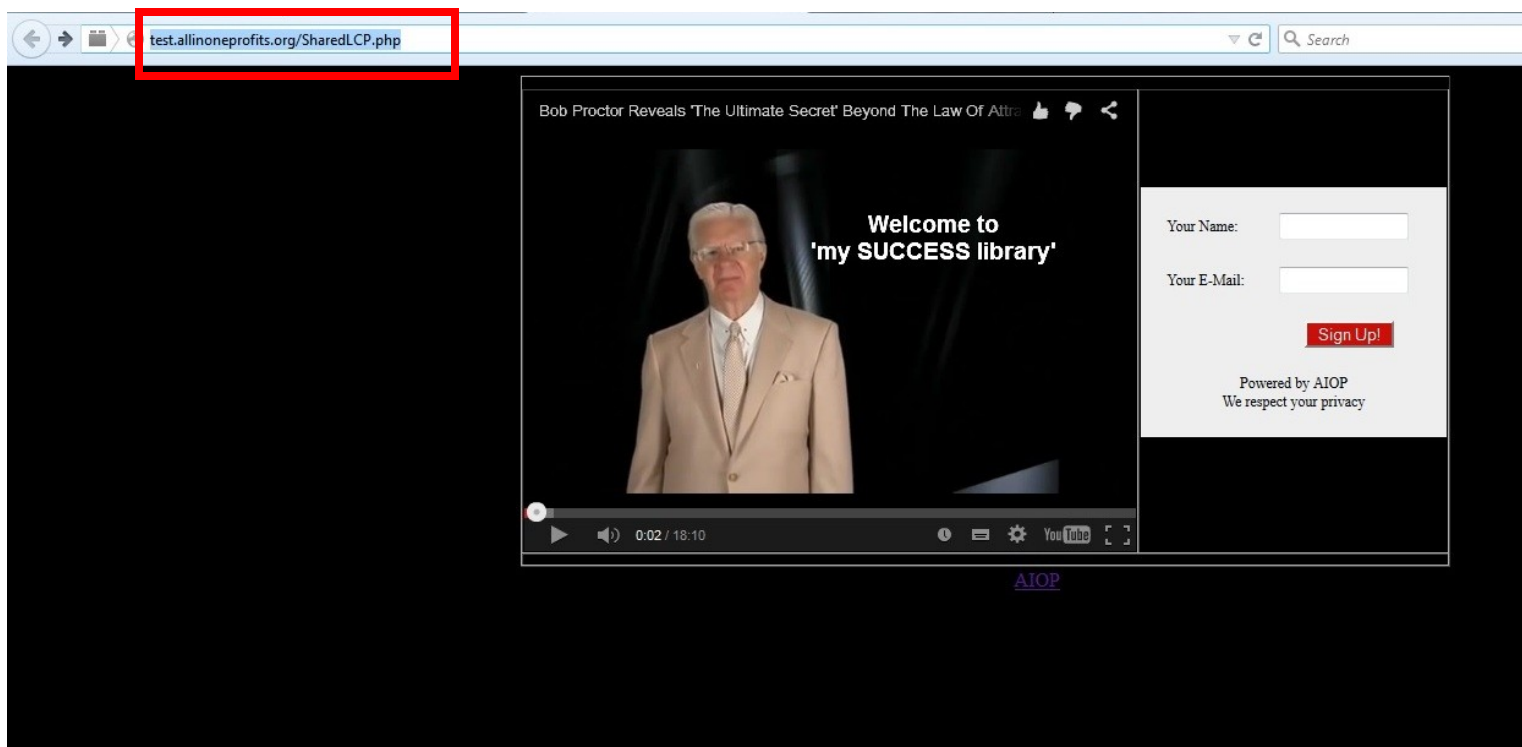 test.allinoneprofits.org/SharedLCP.php
Search
Bob Proctor Reveals 'The Ultimate Secret' Beyond The Law Of Attra
Welcome to
'my SUCCESS library'
Your Name:
Your E-Mail:
Sign Up!
Powered by AIOP
We respect your privacy
0:02 / 18:10
YouTube
AIOP